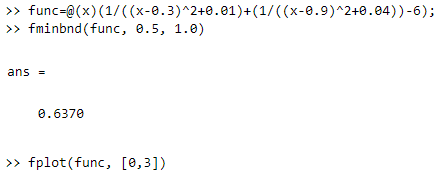 >> func=@(x)(1/((x-0.3)^2+0.01)+(1/((x-0.9)^2+0.04))-6);
>> fminbnd(func, 0.5, 1.0)
ans =
0.6370
>> fplot(func, [0,3])